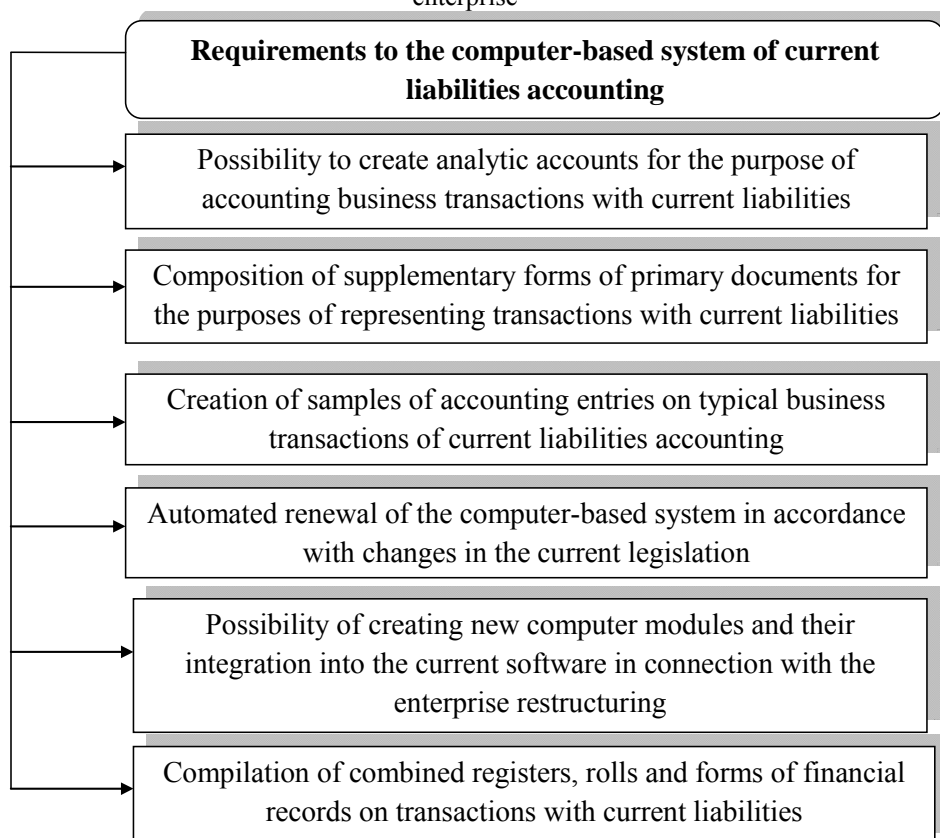 enterprise
Requirements to the computer-based system of current
liabilities accounting
Possibility to create analytic accounts for the purpose of
accounting business transactions with current liabilities
Composition of supplementary forms of primary documents for
the purposes of representing transactions with current liabilities
Creation of samples of accounting entries on typical business
transactions of current liabilities accounting
Automated renewal of the computer-based system in accordance
with changes in the current legislation
Possibility of creating new computer modules and their
integration into the current software in connection with the
enterprise restructuring
Compilation of combined registers, rolls and forms of financial
records on transactions with current liabilities